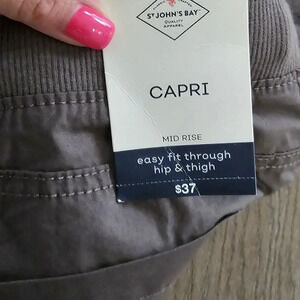 ST JOHN'S BAY
QUALITY
APPAREL
CAPRI
MID RISE
easy fit through
hip & thigh
$37